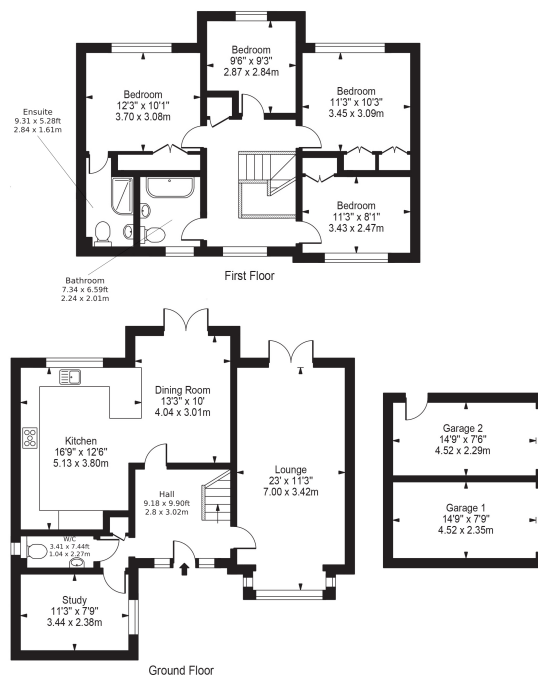 Bedroom
9'6" x 9'3"
2.87 x 2.84m
Bedroom
12'3" x 10'1"
3.70 x 3.08m
Bedroom
11'3" x 10'3"
3.45 x 3.09m
Ensuite
9.31 x 5.28ft
2.84 x 1.61m
Bedroom
11'3" x 8'1"
3.43 x 2.47m
Bathroom
7.34 x 6.59ft
2.24 x 2.01m
First Floor
Dining Room
13'3" x 10'
4.04 x 3.01m
Kitchen
16'9" x 12'6"
5.13 x 3.80m
Lounge
23' x 11'3"
7.00 x 3.42m
Hall
9.18 x 9.90ft
2.8 x 3.02m
W/C
3.41 x 7.44ft
1.04 x 2.27m
Study
11'3" x 7'9"
3.44 x 2.38m
Garage 2
14'9" x 7'6"
4.52 x 2.29m
Garage 1
14'9" x 7'9"
4.52 x 2.35m
Ground Floor